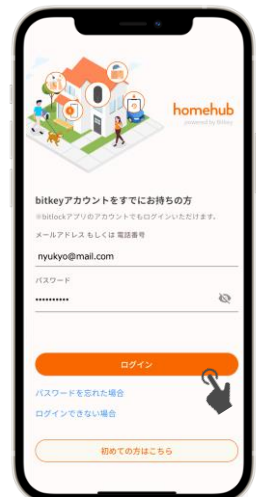 homehub
powered by Bitkey
bitkeyアカウントをすでにお持ちの方
※bitlockアプリのアカウントでもログインいただけます。
メールアドレス もしくは 電話番号
nyukyo@mail.com
パスワード
••••••••••
ログイン
パスワードを忘れた場合
ログインできない場合
初めての方はこちら